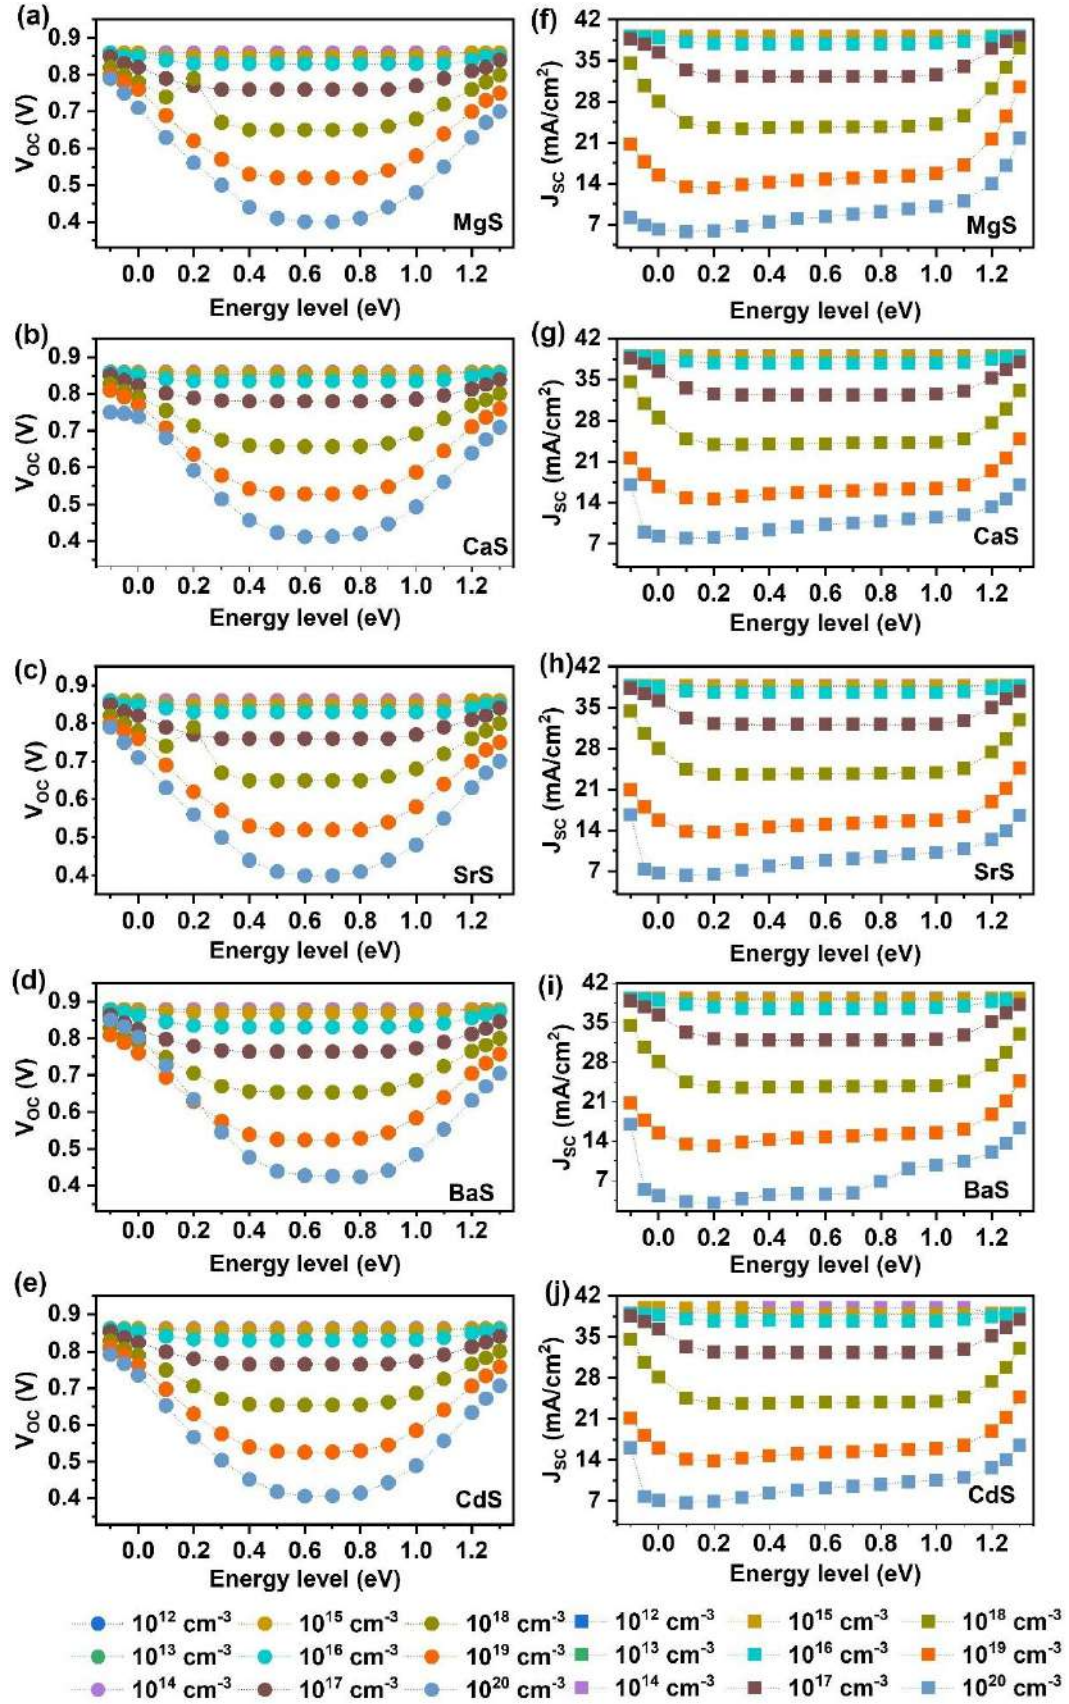 (a)
0.9
0.8
0.7
0.6
0.5
0.4
V_OC (V)
MgS
0.0 0.2 0.4 0.6 0.8 1.0 1.2
Energy level (eV)
(f)
42
35
28
21
14
7
J_SC (mA/cm²)
MgS
0.0 0.2 0.4 0.6 0.8 1.0 1.2
Energy level (eV)
(b)
0.9
0.8
0.7
0.6
0.5
0.4
V_OC (V)
CaS
0.0 0.2 0.4 0.6 0.8 1.0 1.2
Energy level (eV)
(g)
42
35
28
21
14
7
J_SC (mA/cm²)
CaS
0.0 0.2 0.4 0.6 0.8 1.0 1.2
Energy level (eV)
(c)
0.9
0.8
0.7
0.6
0.5
0.4
V_OC (V)
SrS
0.0 0.2 0.4 0.6 0.8 1.0 1.2
Energy level (eV)
(h)
42
35
28
21
14
7
J_SC (mA/cm²)
SrS
0.0 0.2 0.4 0.6 0.8 1.0 1.2
Energy level (eV)
(d)
0.9
0.8
0.7
0.6
0.5
0.4
V_OC (V)
BaS
0.0 0.2 0.4 0.6 0.8 1.0 1.2
Energy level (eV)
(i)
42
35
28
21
14
7
J_SC (mA/cm²)
BaS
0.0 0.2 0.4 0.6 0.8 1.0 1.2
Energy level (eV)
(e)
0.9
0.8
0.7
0.6
0.5
0.4
V_OC (V)
CdS
0.0 0.2 0.4 0.6 0.8 1.0 1.2
Energy level (eV)
(j)
42
35
28
21
14
7
J_SC (mA/cm²)
CdS
0.0 0.2 0.4 0.6 0.8 1.0 1.2
Energy level (eV)
10¹² cm⁻³ 10¹⁵ cm⁻³ 10¹⁸ cm⁻³ 10¹² cm⁻³ 10¹⁵ cm⁻³ 10¹⁸ cm⁻³
10¹³ cm⁻³ 10¹⁶ cm⁻³ 10¹⁹ cm⁻³ 10¹³ cm⁻³ 10¹⁶ cm⁻³ 10¹⁹ cm⁻³
10¹⁴ cm⁻³ 10¹⁷ cm⁻³ 10²⁰ cm⁻³ 10¹⁴ cm⁻³ 10¹⁷ cm⁻³ 10²⁰ cm⁻³